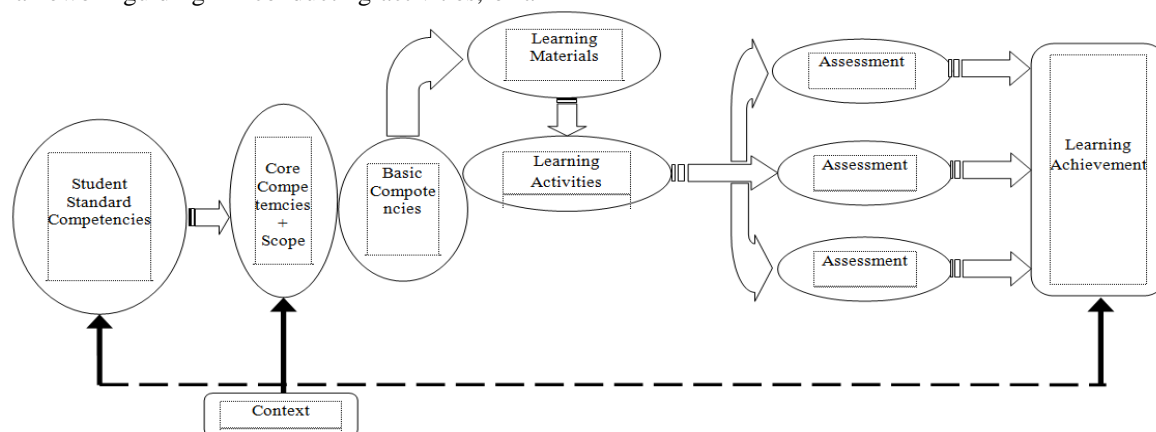 Learning
Materials
Assessment
Student
Standard
Competencies
Core
Compe
temcies
+
Scope
Basic
Compote
ncies
Learning
Activities
Assessment
Assessment
Learning
Achievement
Context